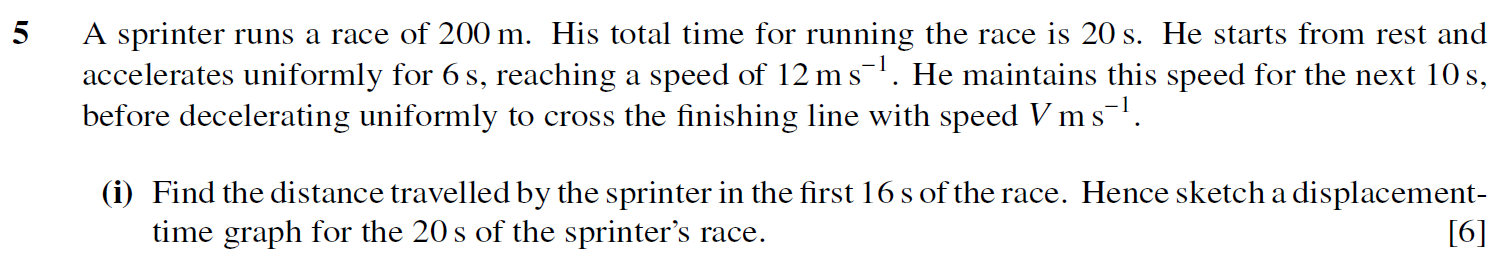 5 A sprinter runs a race of 200 m. His total time for running the race is 20 s. He starts from rest and
accelerates uniformly for 6 s, reaching a speed of 12 m s⁻¹. He maintains this speed for the next 10 s,
before decelerating uniformly to cross the finishing line with speed V m s⁻¹.
(i) Find the distance travelled by the sprinter in the first 16 s of the race. Hence sketch a displacement-
time graph for the 20 s of the sprinter’s race. [6]